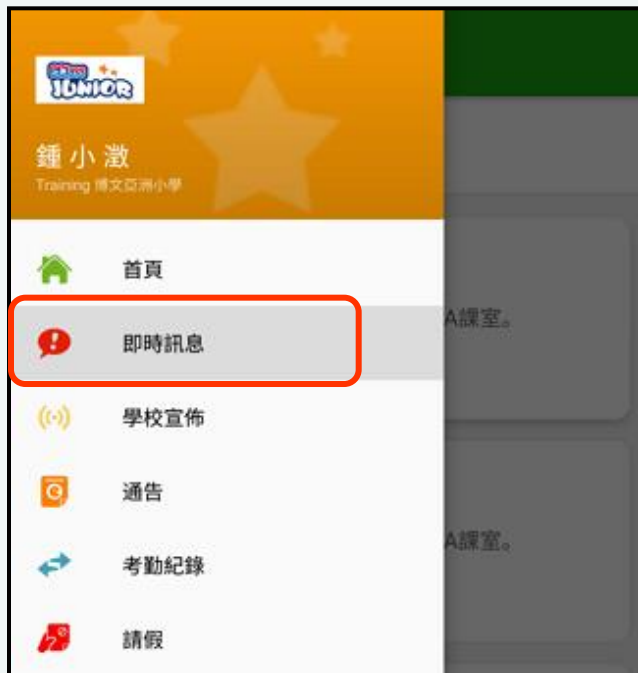 JUNIOR
鍾小澂
Training 博文亞洲小學
首頁
即時訊息
學校宣佈
通告
考勤紀錄
請假
A課室。
A課室。